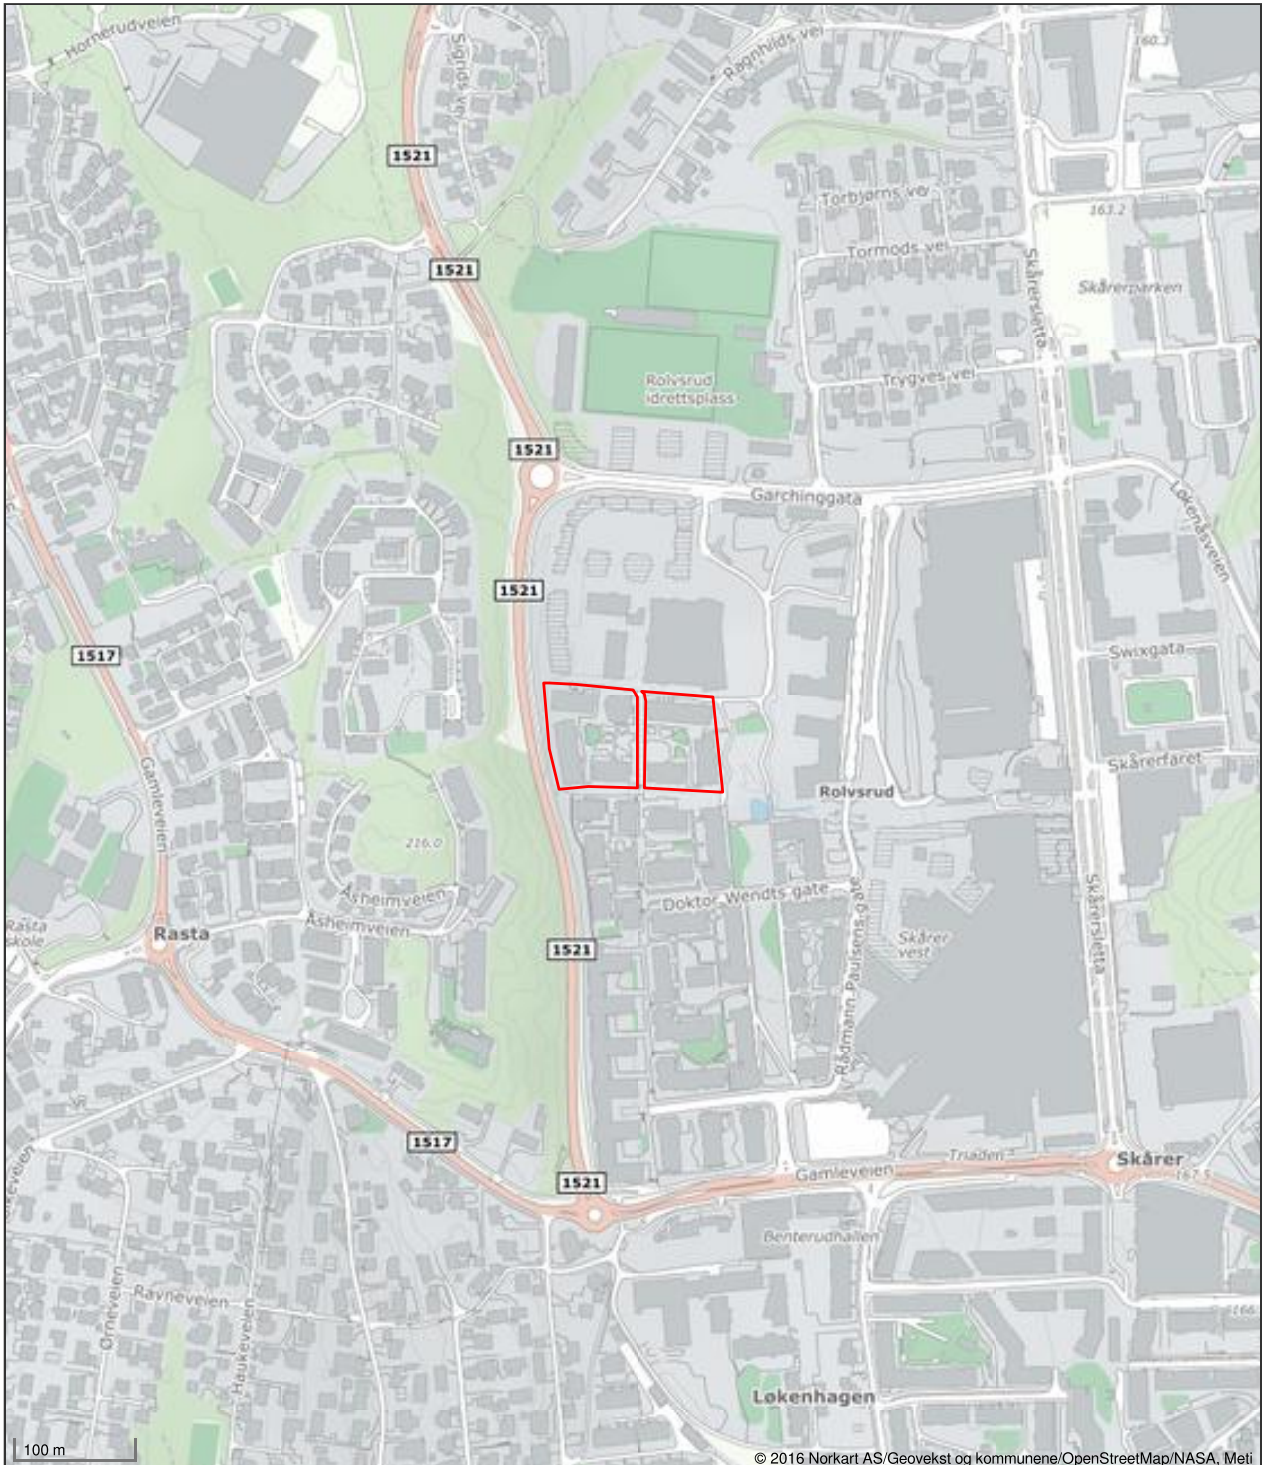 Hornerudveien
Sigrids vei
Ragnhilds vei
160.3
1521
Torbjørns ve
163.2
Tormods vei
1521
Skårersletta
Skårerparken
Trygves vei
Rolvsrud
idrettsplass
1521
Garchinggata
Løkenåsveien
1521
1517
Swixgata
Skårerfaret
Gamleveien
Rolvsrud
216.0
Åsheimveien
Doktor Wendts gate
Åsheimveien
Rasta
skole
Rasta
1521
Skårer
vest
Skårersletta
Rådmann Paulsens gate
1517
Triaden
Skårer
Gamleveien
167.5
1521
Benterudhallen
Ravneveien
Ørneveien
Haukeveien
Løkenhagen
100 m
© 2016 Norkart AS/Geovekst og kommunene/OpenStreetMap/NASA, Meti